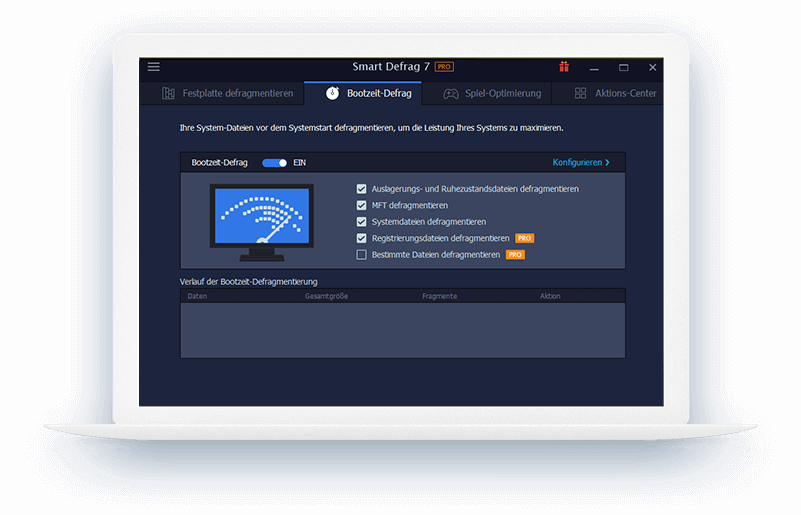 Smart Defrag 7 PRO
Festplatte defragmentieren Bootzeit-Defrag Spiel-Optimierung Aktions-Center
Ihre System-Dateien vor dem Systemstart defragmentieren, um die Leistung Ihres Systems zu maximieren.
Bootzeit-Defrag EIN Konfigurieren
Auslagerungs- und Ruhezustandsdateien defragmentieren
MFT defragmentieren
Systemdateien defragmentieren
Registrierungsdateien defragmentieren PRO
Bestimmte Dateien defragmentieren PRO
Verlauf der Bootzeit-Defragmentierung
Daten Gesamtgröße Fragmente Aktion